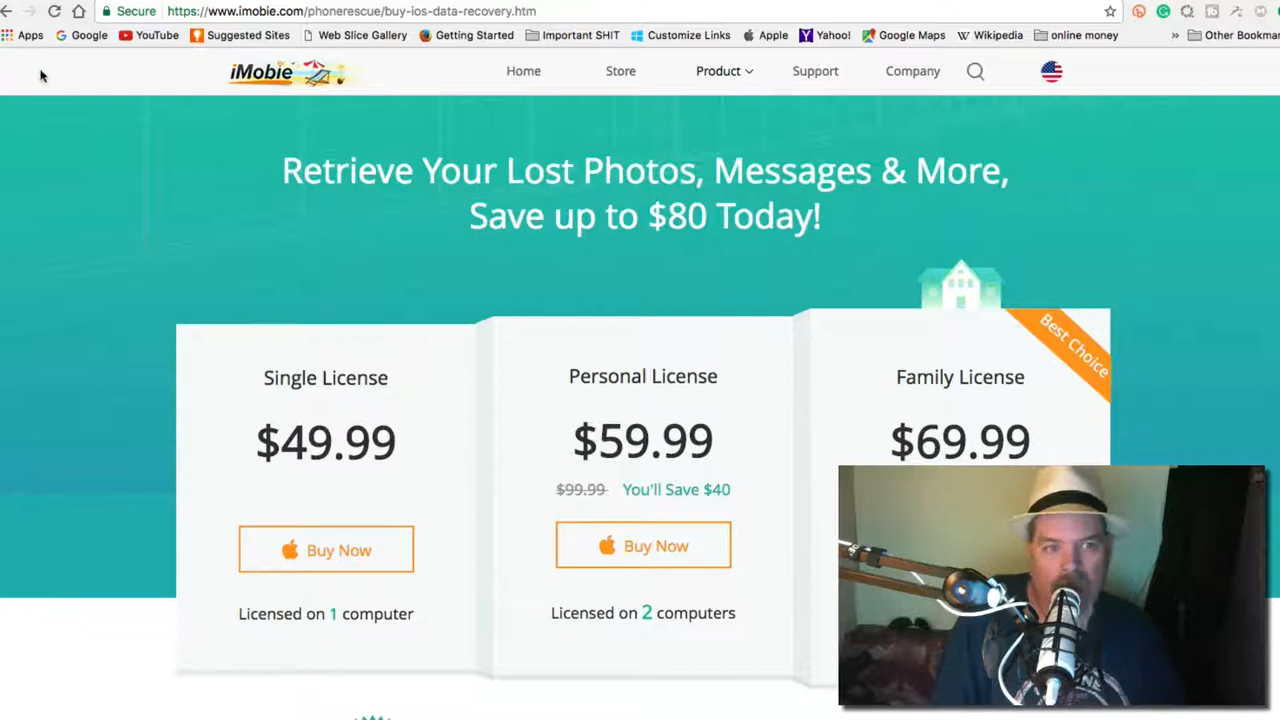 Secure https://www.imobie.com/phonerescue/buy-ios-data-recovery.htm
Apps Google YouTube Suggested Sites Web Slice Gallery Getting Started Important SHIT Customize Links Apple Yahoo! Google Maps Wikipedia online money » Other Bookmar
iMobie Home Store Product Support Company
Retrieve Your Lost Photos, Messages & More,
Save up to $80 Today!
Best Choice
Single License Personal License Family License
$49.99 $59.99 $69.99
$99.99 You'll Save $40
Buy Now Buy Now
Licensed on 1 computer Licensed on 2 computers